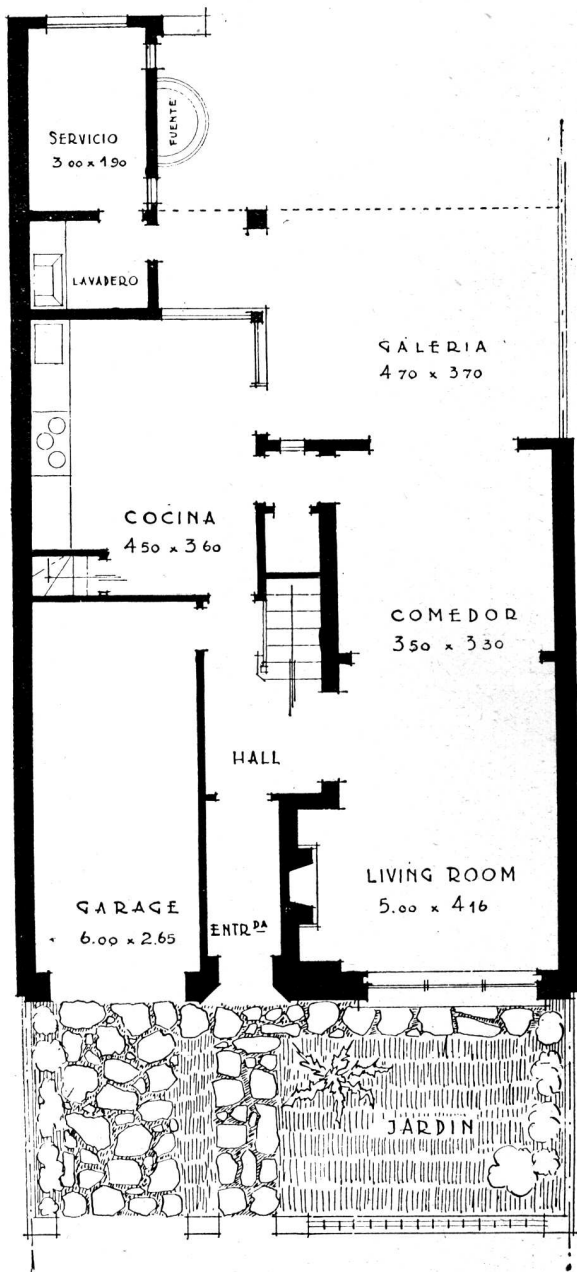 SERVICIO
3 00 x 1.90
FUENTE
LAVADERO
GALERIA
4 70 x 3 70
COCINA
4 50 x 3 60
COMEDOR
3 50 x 3 30
HALL
LIVING ROOM
5.00 x 4 16
GARAGE
6.00 x 2.65
ENTRDA
JARDIN